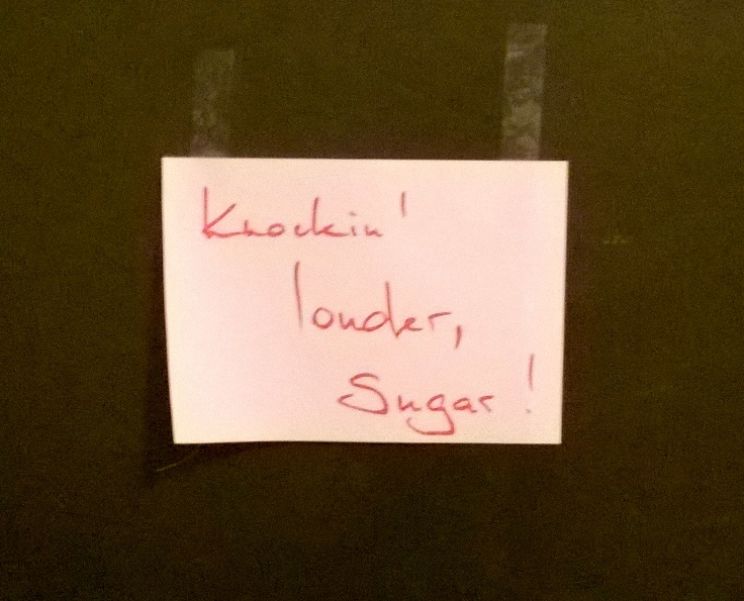 Knockin'
louder,
Sugar!